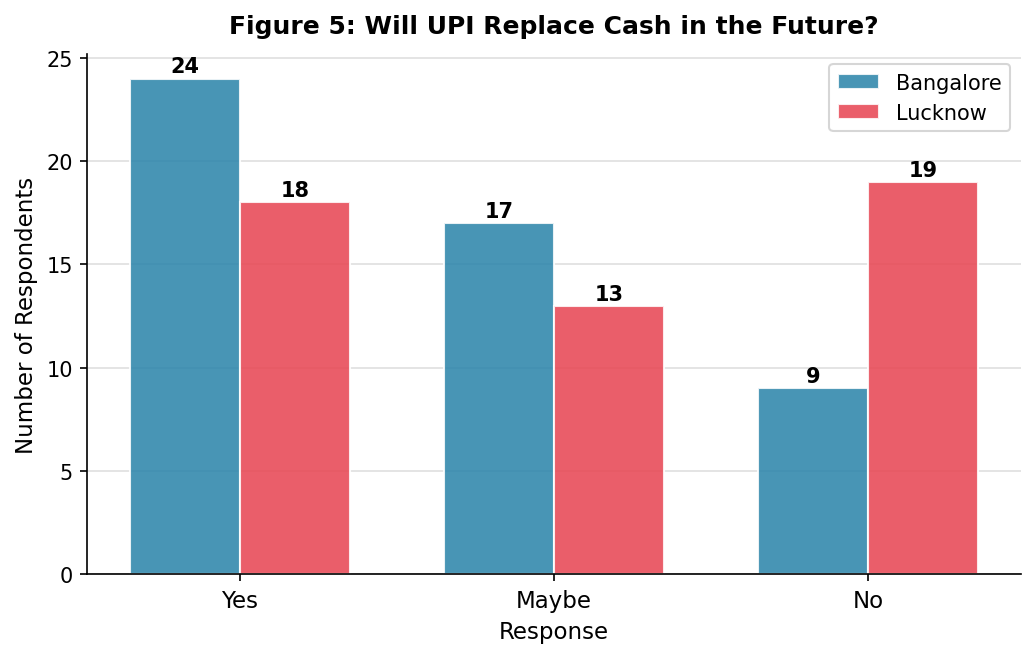 Figure 5: Will UPI Replace Cash in the Future?
Number of Respondents
25
20
15
10
5
0
24
18
17
13
9
19
Bangalore
Lucknow
Yes
Maybe
No
Response